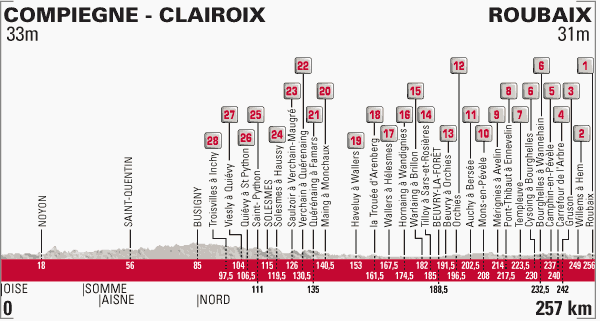 COMPIEGNE - CLAIROIX
ROUBAIX
33m
31m
22
12
6
1
23
20
15
8
6
5
3
27
25
21
18
16
14
11
9
7
4
28
26
24
19
17
13
10
2
NOYON
SAINT-QUENTIN
BUSIGNY
Troisvilles à Inchy
Viesly à Quiévy
Quiévy à St Python
Saint-Python
SOLESMES
Solesmes à Haussy
Saulzoir à Verchain-Maugré
Verchain à Quérenaing
Quérénaing à Famars
Maing à Monchaux
Haveluy à Wallers
la Trouée d'Arenberg
Wallers à Hélesmes
Hornaing à Wandignies
Warlaing à Brillon
Tilloy à Sars-et-Rosières
BEUVRY-LA-FORET
Beuvry à Orchies
Orchies
Auchy à Bersée
Mons-en-Pévèle
Mérignies à Avelin
Pont-Thibaut à Ennevelin
Templeuve
Cysoing à Bourghelles
Bourghelles à Wannehain
Camphin-en-Pévèle
Carrefour de l'Arbre
Gruson
Willems à Hem
Roubaix
18 56 85 104 115 126 140,5 153 167,5 182 191,5 202,5 214 223,5 237 249 256
97,5 106,5 119,5 130,5 161,5 174,5 185 196,5 208 217,5 230 240
111 135 188,5 232,5 242
OISE
SOMME
AISNE
NORD
0
257 km